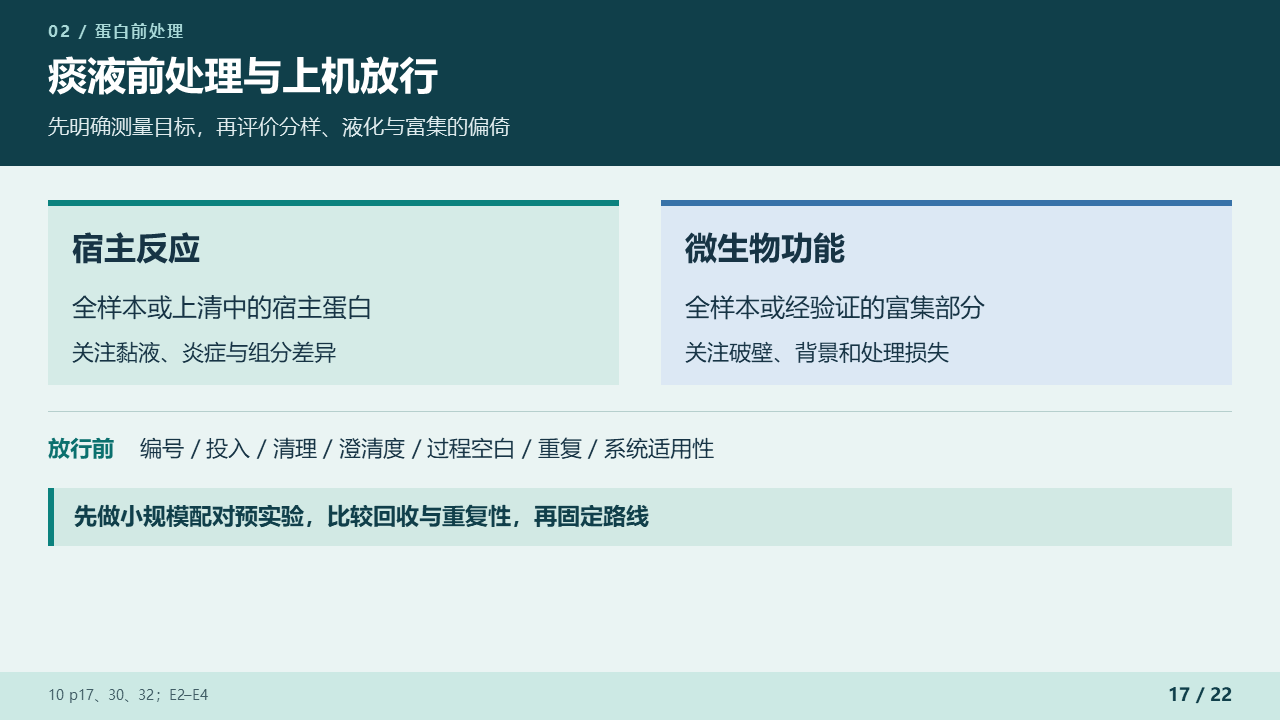 02 / 蛋白前处理
痰液前处理与上机放行
先明确测量目标，再评价分样、液化与富集的偏倚
宿主反应
全样本或上清中的宿主蛋白
关注黏液、炎症与组分差异
微生物功能
全样本或经验证的富集部分
关注破壁、背景和处理损失
放行前 编号 / 投入 / 清理 / 澄清度 / 过程空白 / 重复 / 系统适用性
先做小规模配对预实验，比较回收与重复性，再固定路线
10 p17、30、32；E2–E4
17 / 22